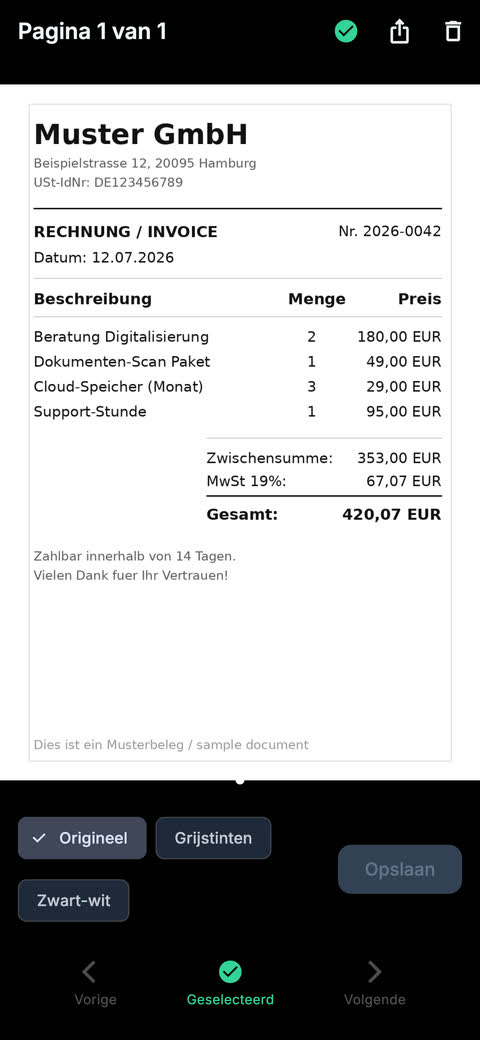 Pagina 1 van 1
Muster GmbH
Beispielstrasse 12, 20095 Hamburg
USt-IdNr: DE123456789
RECHNUNG / INVOICE Nr. 2026-0042
Datum: 12.07.2026
Beschreibung Menge Preis
Beratung Digitalisierung 2 180,00 EUR
Dokumenten-Scan Paket 1 49,00 EUR
Cloud-Speicher (Monat) 3 29,00 EUR
Support-Stunde 1 95,00 EUR
Zwischensumme: 353,00 EUR
MwSt 19%: 67,07 EUR
Gesamt: 420,07 EUR
Zahlbar innerhalb von 14 Tagen.
Vielen Dank fuer Ihr Vertrauen!
Dies ist ein Musterbeleg / sample document
Origineel Grijstinten
Opslaan
Zwart-wit
Vorige Geselecteerd Volgende